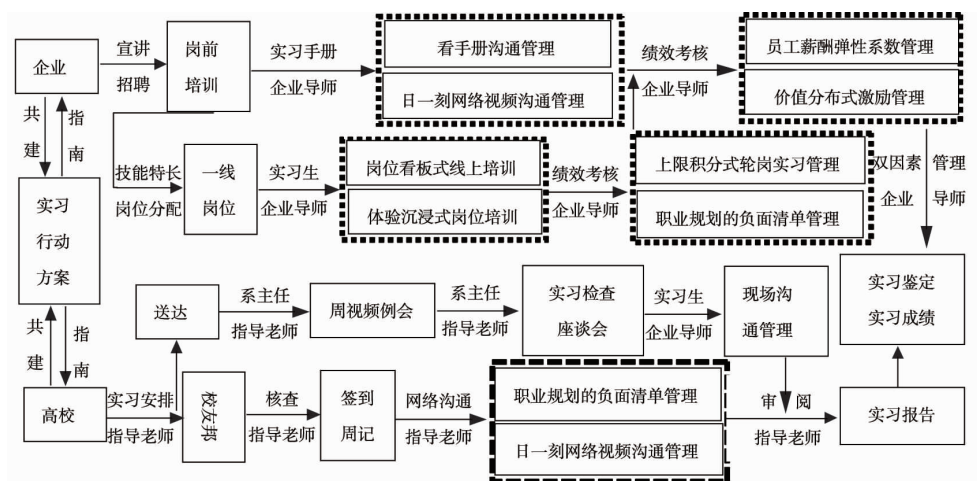 企业
宣讲
招聘
岗前
培训
实习手册
企业导师
看手册沟通管理
日一刻网络视频沟通管理
绩效考核
企业导师
员工薪酬弹性系数管理
价值分布式激励管理
共
建
指
南
技能特长
岗位分配
一线
岗位
实习生
企业导师
岗位看板式线上培训
体验沉浸式岗位培训
绩效考核
企业导师
上限积分式轮岗实习管理
职业规划的负面清单管理
双因素
企业
管理
导师
实习
行动
方案
共
建
指
南
送达
系主任
指导老师
周视频例会
系主任
指导老师
实习检查
座谈会
实习生
企业导师
现场沟
通管理
实习鉴定
实习成绩
高校
实习安排
指导老师
校友邦
核查
指导老师
签到
周记
网络沟通
指导老师
职业规划的负面清单管理
日一刻网络视频沟通管理
审
阅
指导老师
实习报告